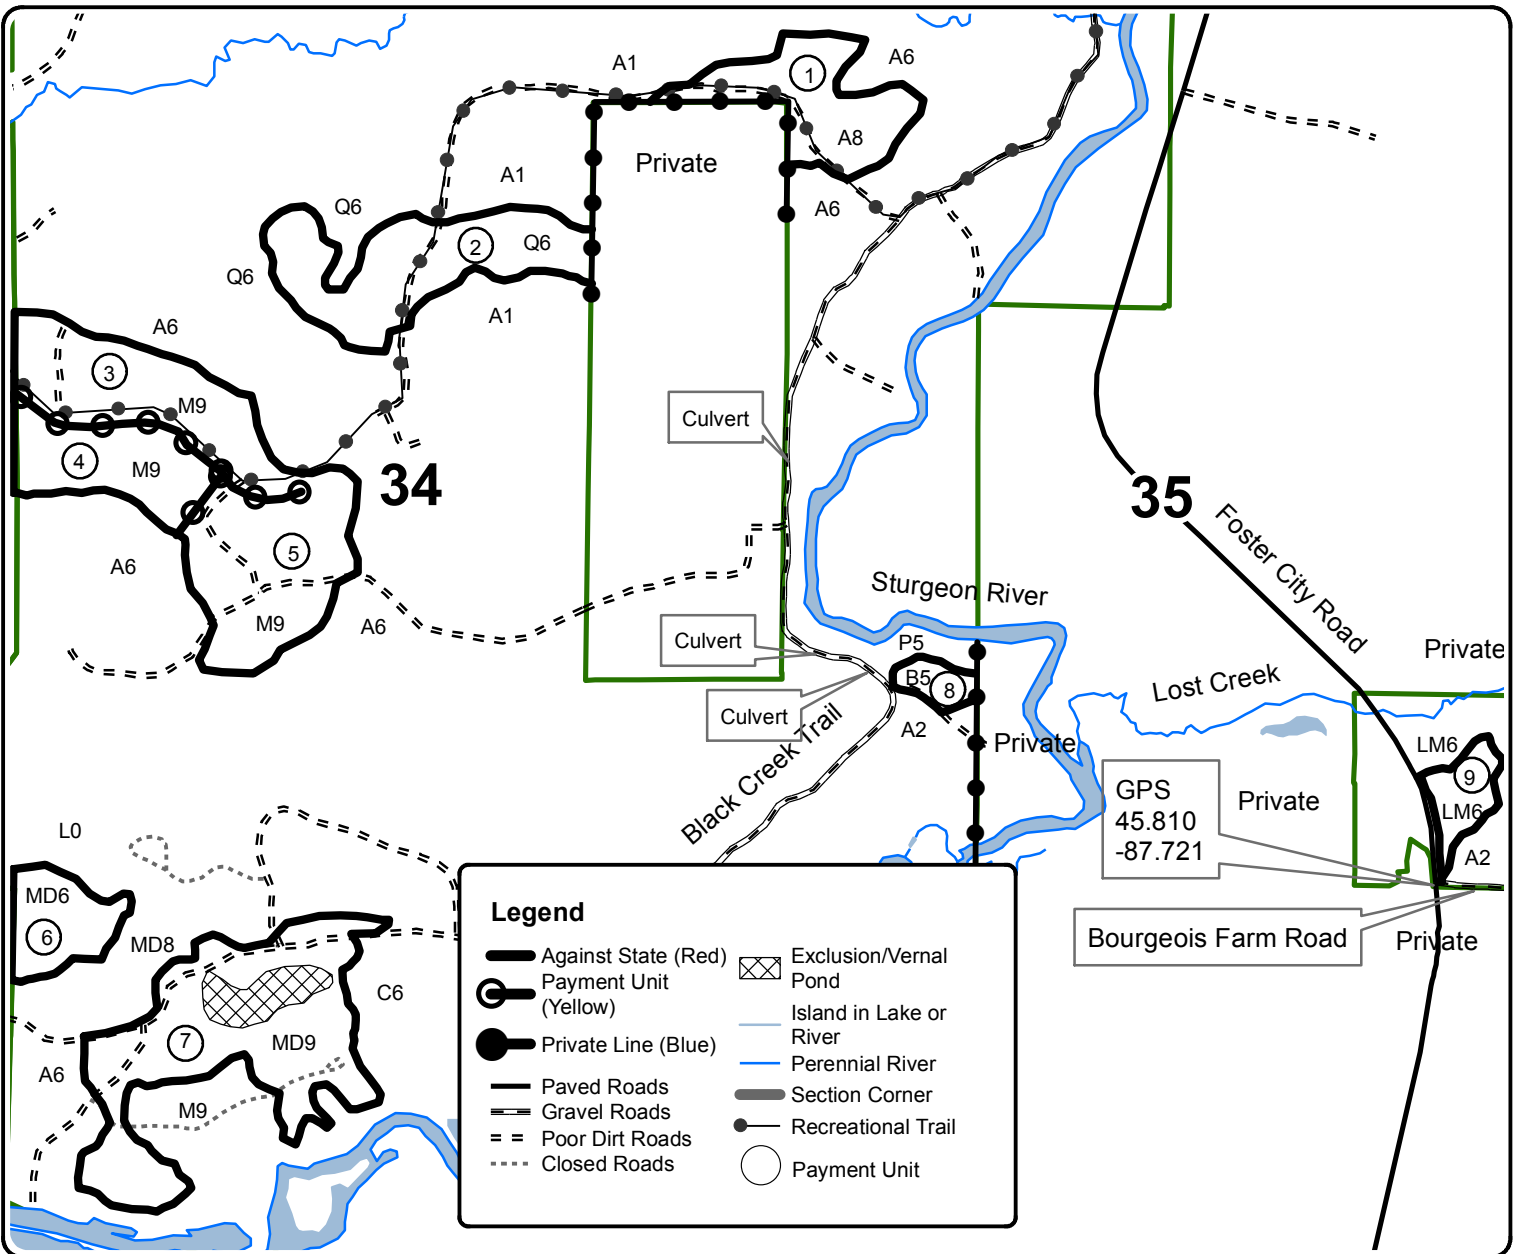 A1
A6
1
A8
Private
A1
A6
Q6
Q6
2
Q6
A1
A6
3
M9
Culvert
4
M9
34
35
Foster City Road
5
A6
Sturgeon River
M9
A6
Culvert
P5
Private
B5
8
Lost Creek
Culvert
A2
Private
LM6
9
Black Creek Trail
GPS
45.810
-87.721
Private
LM6
L0
A2
MD6
6
MD8
Bourgeois Farm Road
Private
C6
7
MD9
A6
M9
Legend
Against State (Red)
Payment Unit
(Yellow)
Private Line (Blue)
Paved Roads
Gravel Roads
Poor Dirt Roads
Closed Roads
Exclusion/Vernal
Pond
Island in Lake or
River
Perennial River
Section Corner
Recreational Trail
Payment Unit